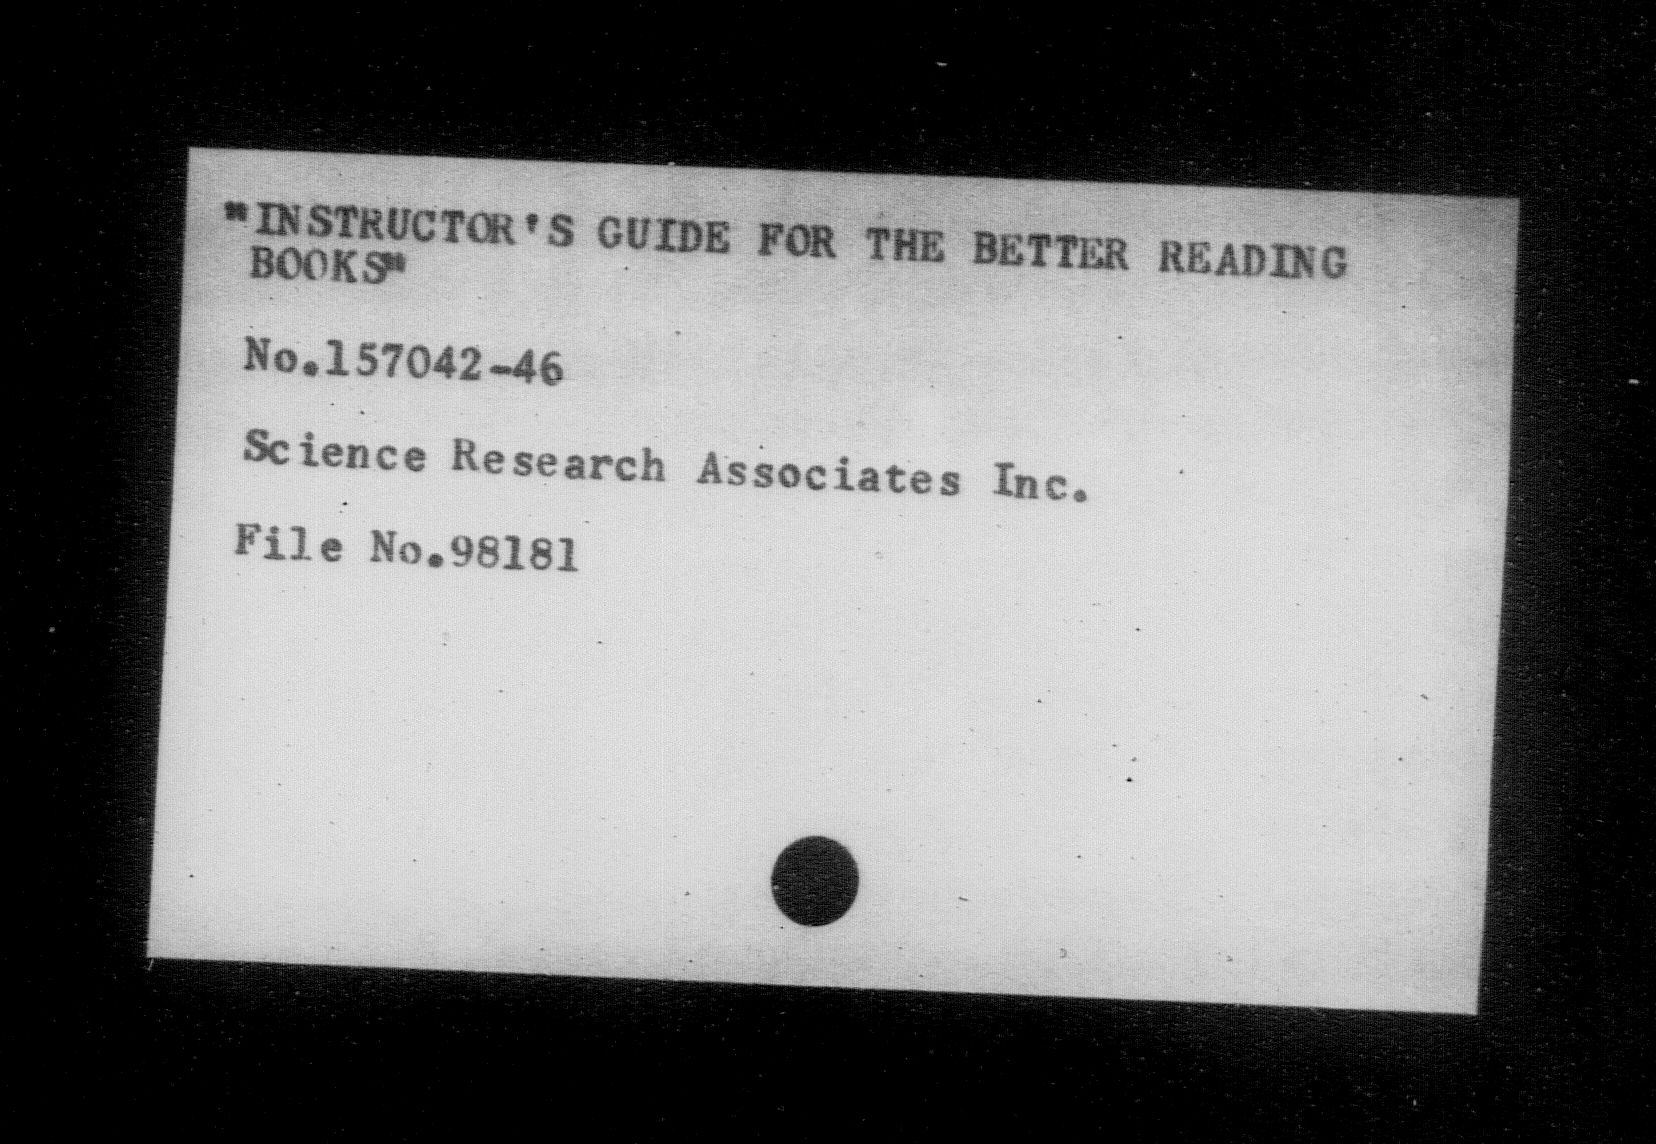 "INSTRUCTOR'S GUIDE FOR THE BETTER READING
BOOKS"
No.157042-46
Science Research Associates Inc.
File No.98181